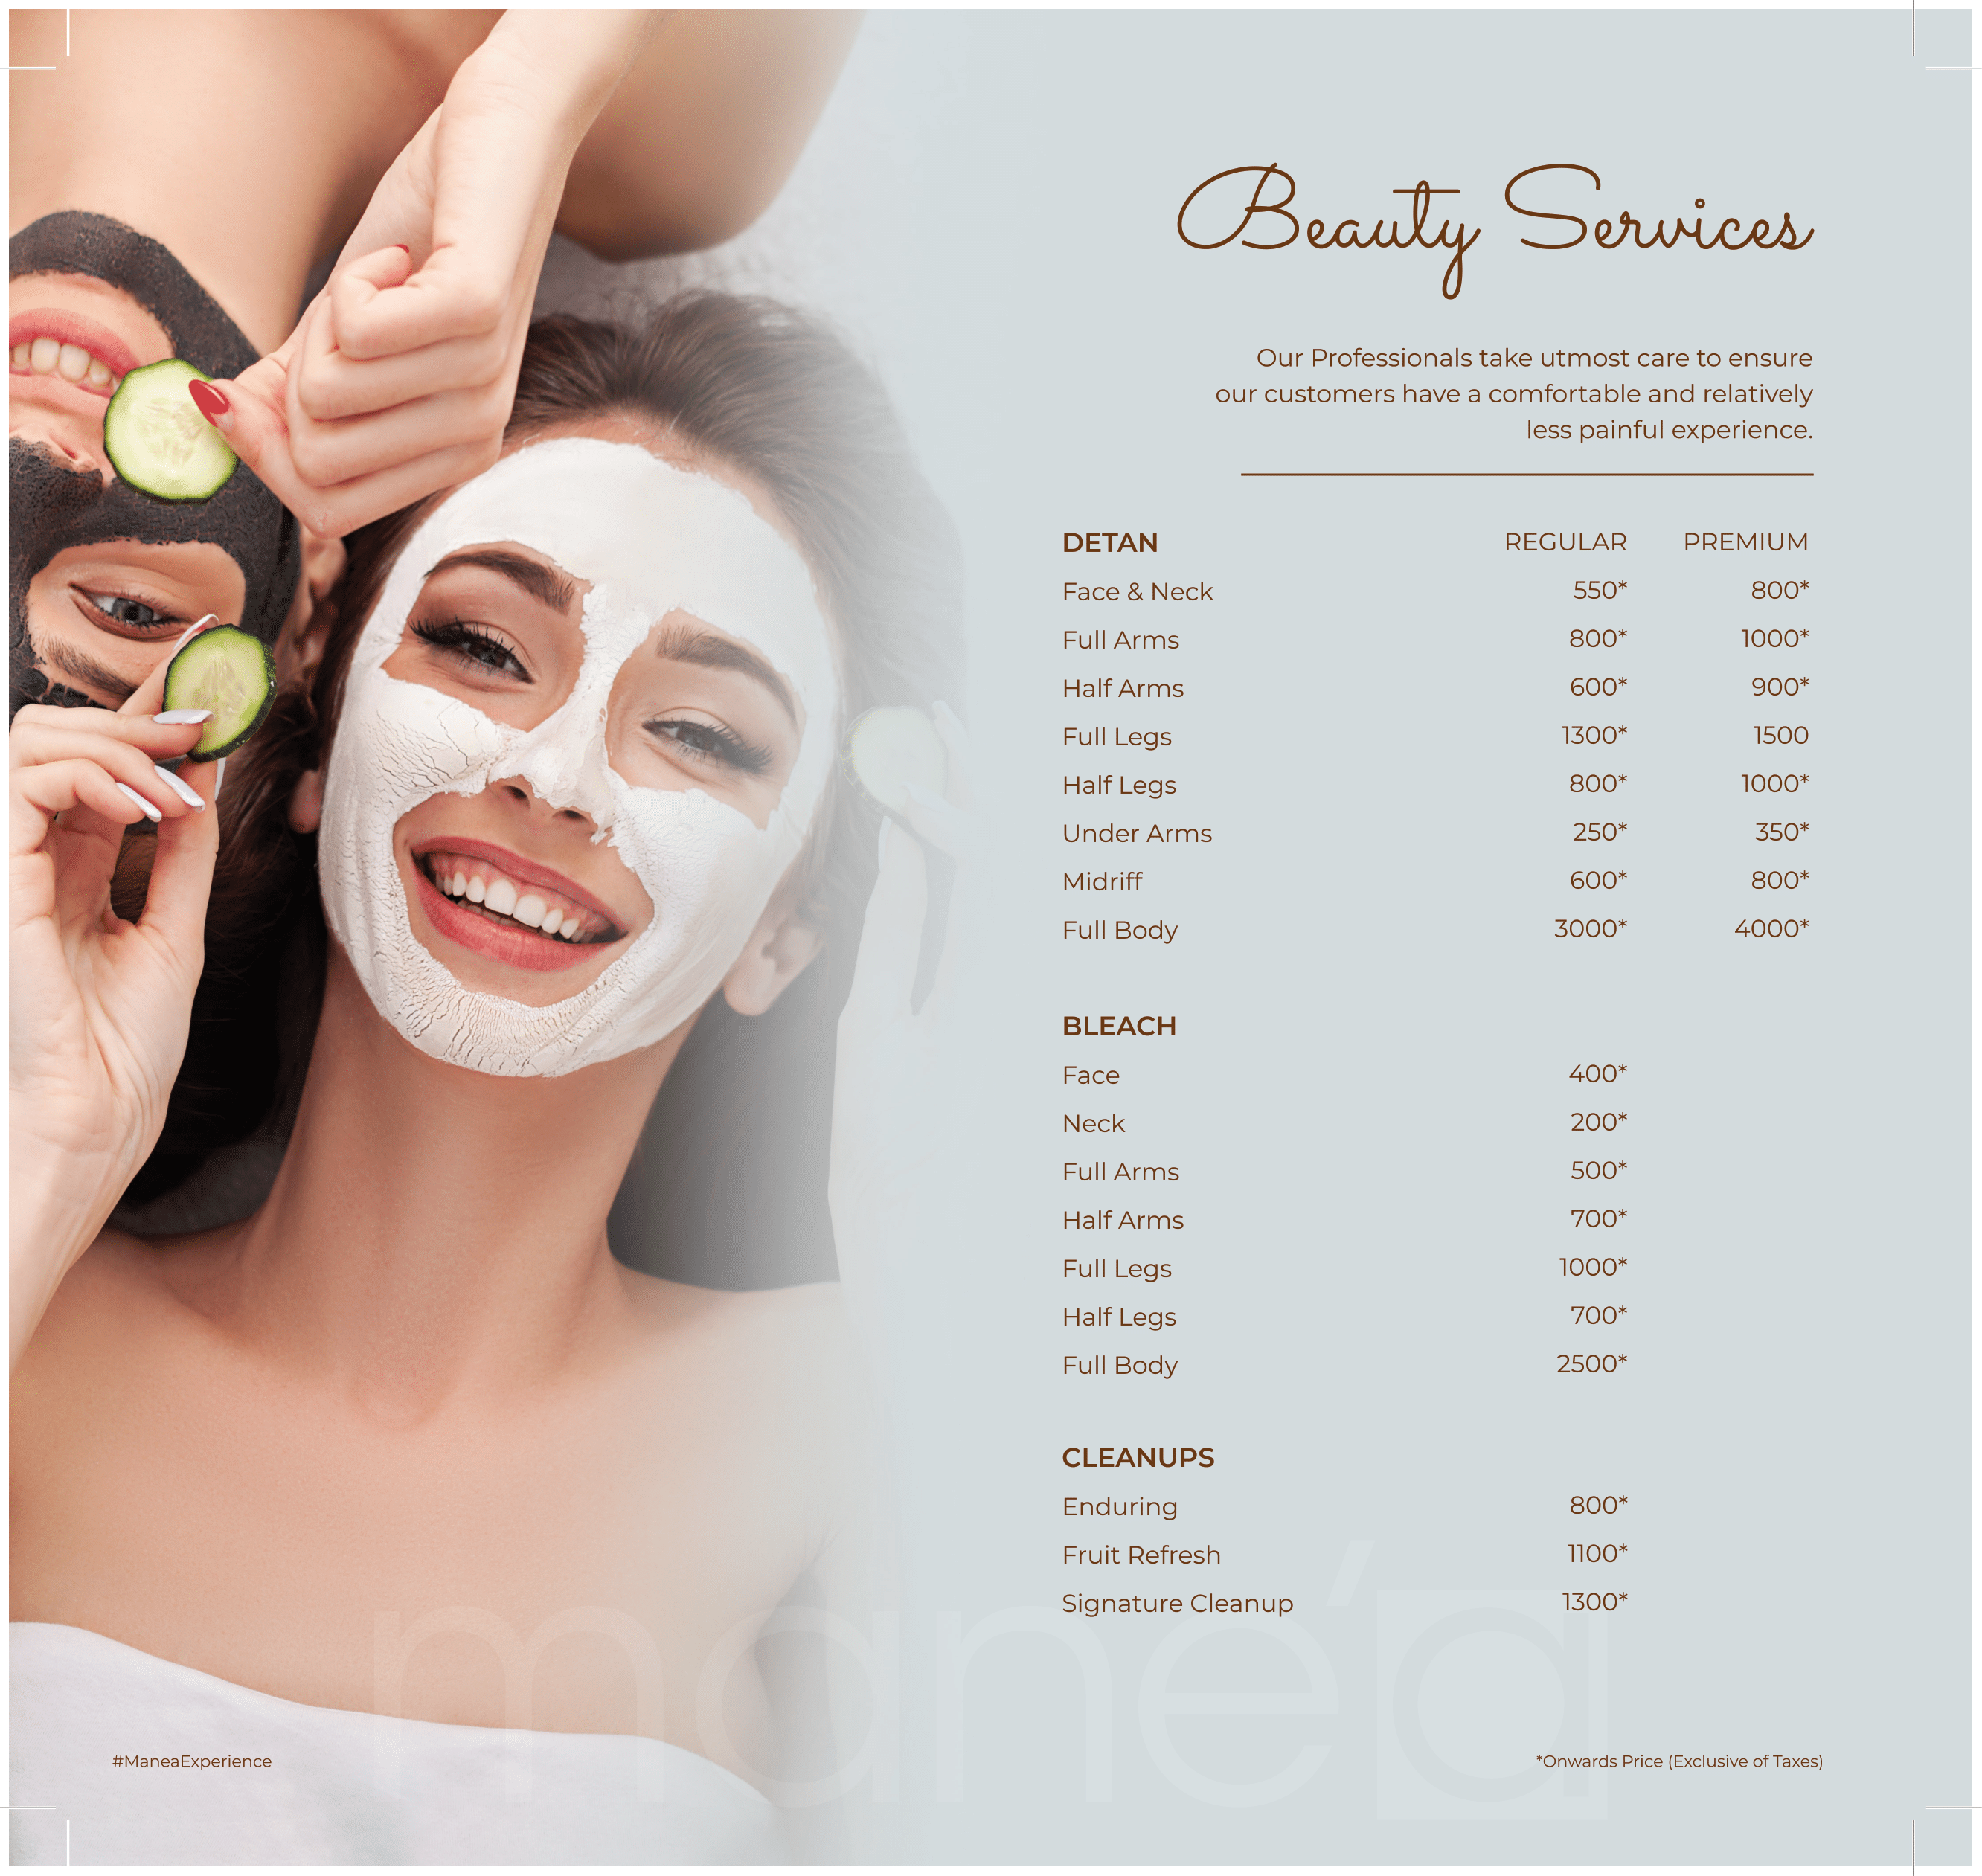 Beauty Services
Our Professionals take utmost care to ensure
our customers have a comfortable and relatively
less painful experience.
DETAN REGULAR PREMIUM
Face & Neck 550* 800*
Full Arms 800* 1000*
Half Arms 600* 900*
Full Legs 1300* 1500
Half Legs 800* 1000*
Under Arms 250* 350*
Midriff 600* 800*
Full Body 3000* 4000*
BLEACH
Face 400*
Neck 200*
Full Arms 500*
Half Arms 700*
Full Legs 1000*
Half Legs 700*
Full Body 2500*
CLEANUPS
Enduring 800*
Fruit Refresh 1100*
Signature Cleanup 1300*
mané'a
#ManeaExperience *Onwards Price (Exclusive of Taxes)